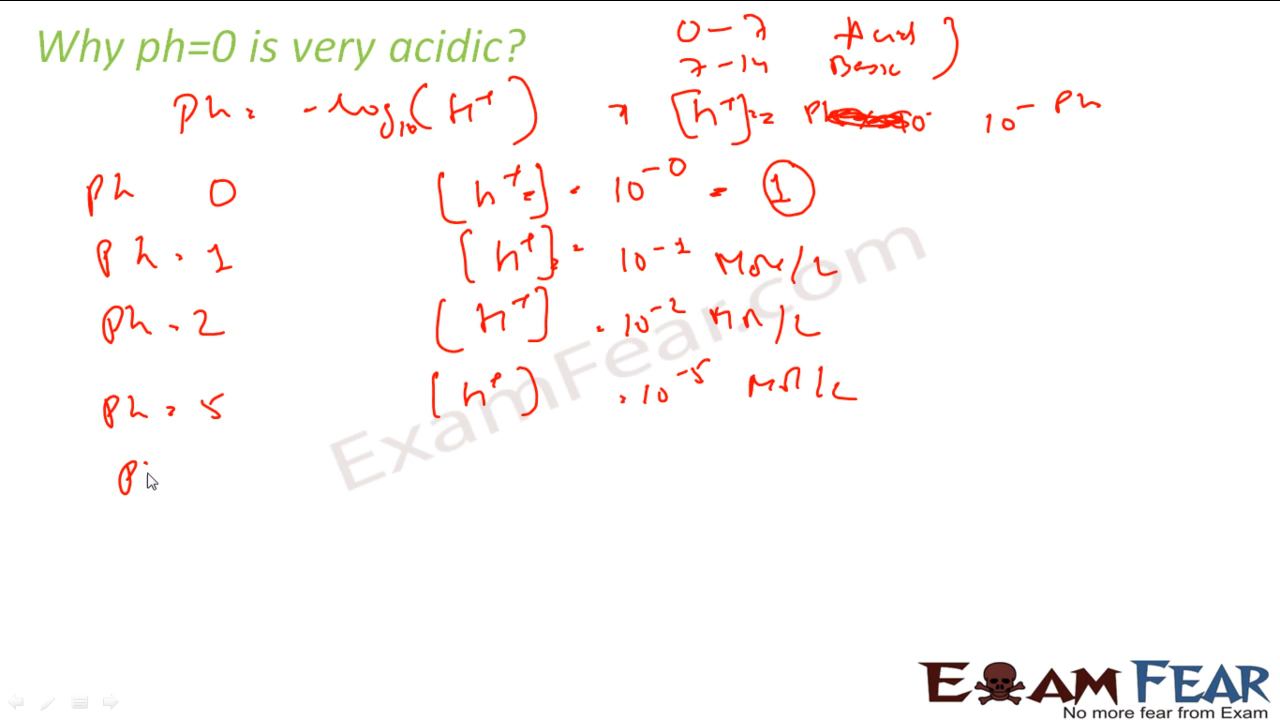 Why ph=0 is very acidic?
0 - 7 Acid
7 - 14 Basic
Ph = -log10(H+) [h+] = 10^- Ph
Ph 0 [h+] = 10^-0 = 1
Ph = 1 [h+] = 10^-1 Mole/L
Ph = 2 [h+] = 10^-2 Mol/L
Ph = 5 [h+] = 10^-5 Mol/L
P
ExamFear.com
EXAM FEAR
No more fear from Exam